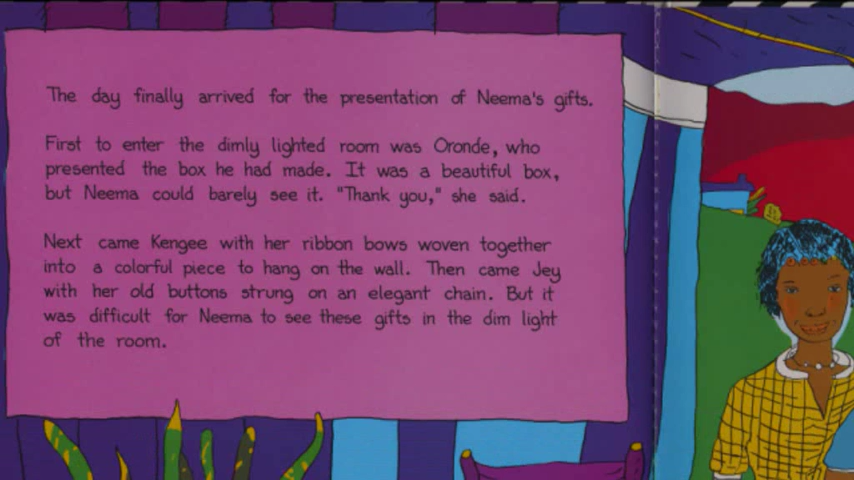 The day finally arrived for the presentation of Neema's gifts.
First to enter the dimly lighted room was Oronde, who
presented the box he had made. It was a beautiful box,
but Neema could barely see it. "Thank you," she said.
Next came Kengee with her ribbon bows woven together
into a colorful piece to hang on the wall. Then came Jey
with her old buttons strung on an elegant chain. But it
was difficult for Neema to see these gifts in the dim light
of the room.